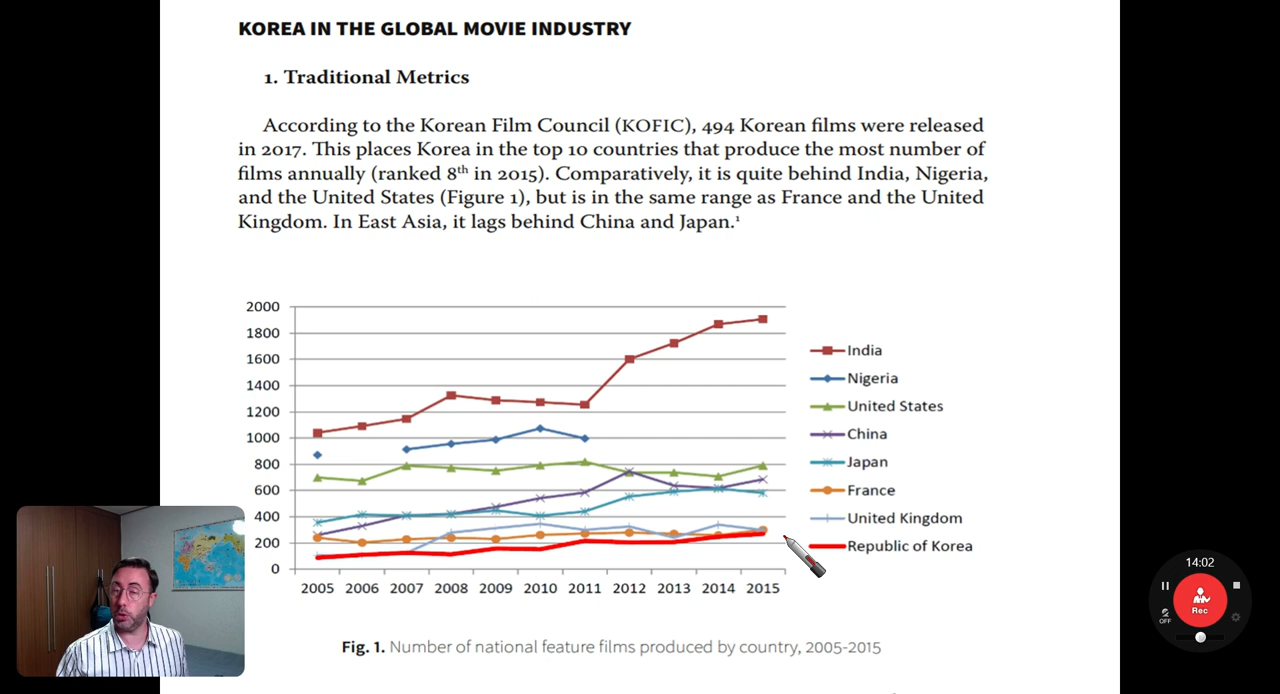 KOREA IN THE GLOBAL MOVIE INDUSTRY
1. Traditional Metrics
According to the Korean Film Council (KOFIC), 494 Korean films were released
in 2017. This places Korea in the top 10 countries that produce the most number of
films annually (ranked 8th in 2015). Comparatively, it is quite behind India, Nigeria,
and the United States (Figure 1), but is in the same range as France and the United
Kingdom. In East Asia, it lags behind China and Japan.¹
2000
1800
1600
1400
1200
1000
800
600
400
200
0
2005 2006 2007 2008 2009 2010 2011 2012 2013 2014 2015
India
Nigeria
United States
China
Japan
France
United Kingdom
Republic of Korea
Fig. 1. Number of national feature films produced by country, 2005-2015
14:02
Rec
OFF